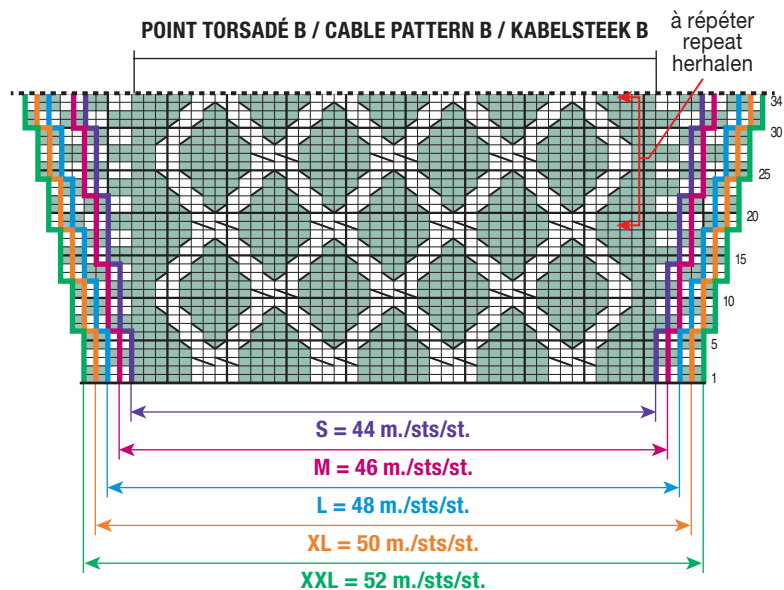 POINT TORSADÉ B / CABLE PATTERN B / KABELSTEEK B
à répéter
repeat
herhalen
34
30
25
20
15
10
5
1
S = 44 m./sts/st.
M = 46 m./sts/st.
L = 48 m./sts/st.
XL = 50 m./sts/st.
XXL = 52 m./sts/st.